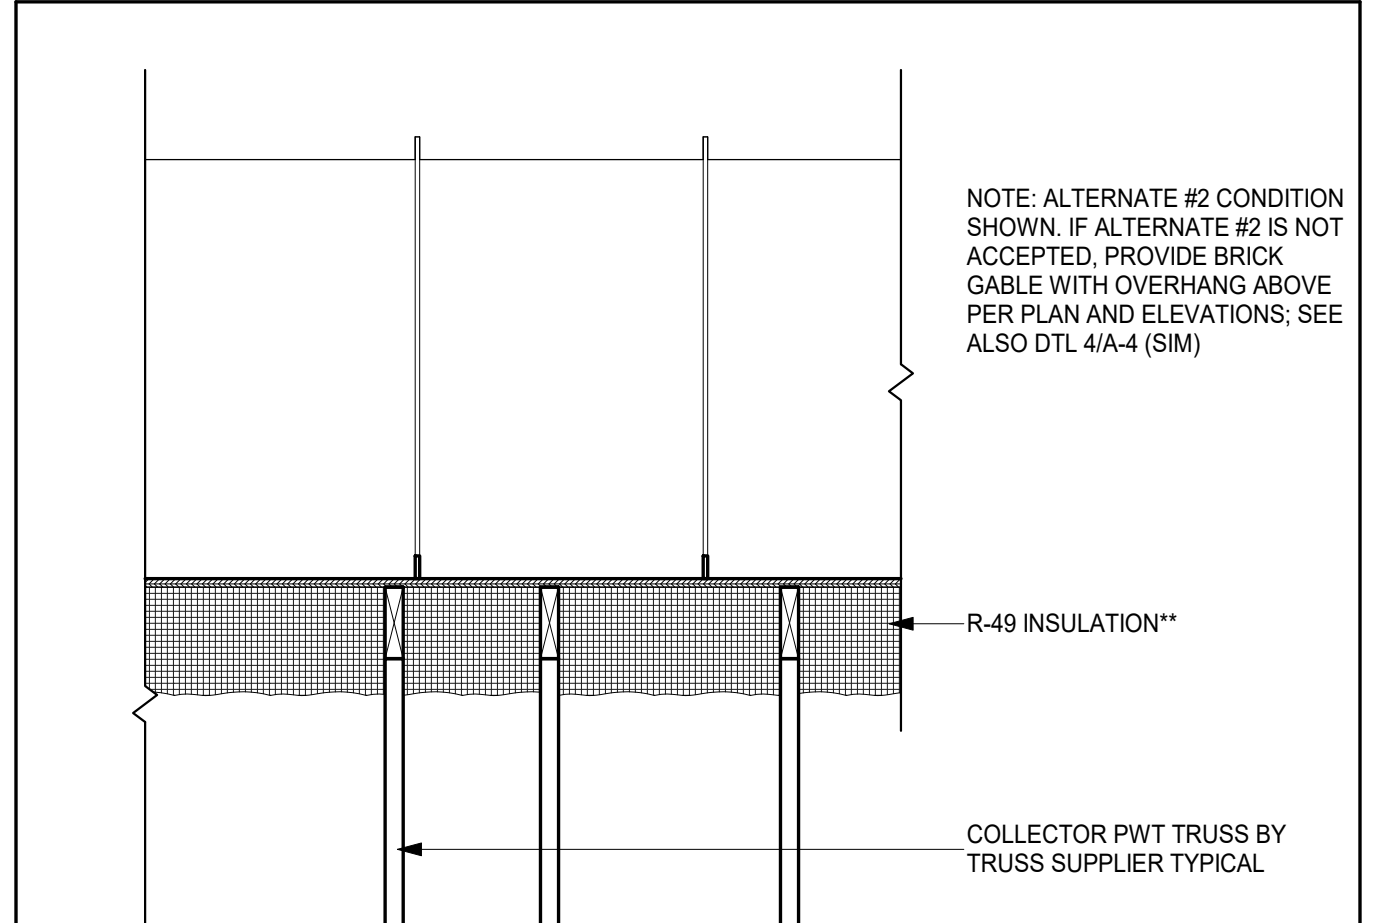 NOTE: ALTERNATE #2 CONDITION
SHOWN. IF ALTERNATE #2 IS NOT
ACCEPTED, PROVIDE BRICK
GABLE WITH OVERHANG ABOVE
PER PLAN AND ELEVATIONS; SEE
ALSO DTL 4/A-4 (SIM)
R-49 INSULATION**
COLLECTOR PWT TRUSS BY
TRUSS SUPPLIER TYPICAL